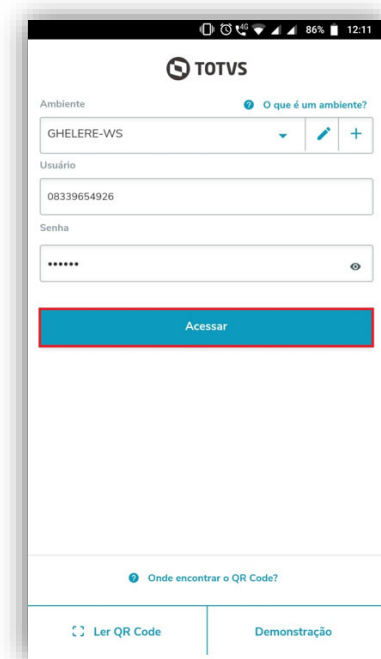 4G 86% 12:11
TOTVS
Ambiente
O que é um ambiente?
GHELERE-WS
Usuário
08339654926
Senha
••••••
Acessar
Onde encontrar o QR Code?
Ler QR Code
Demonstração